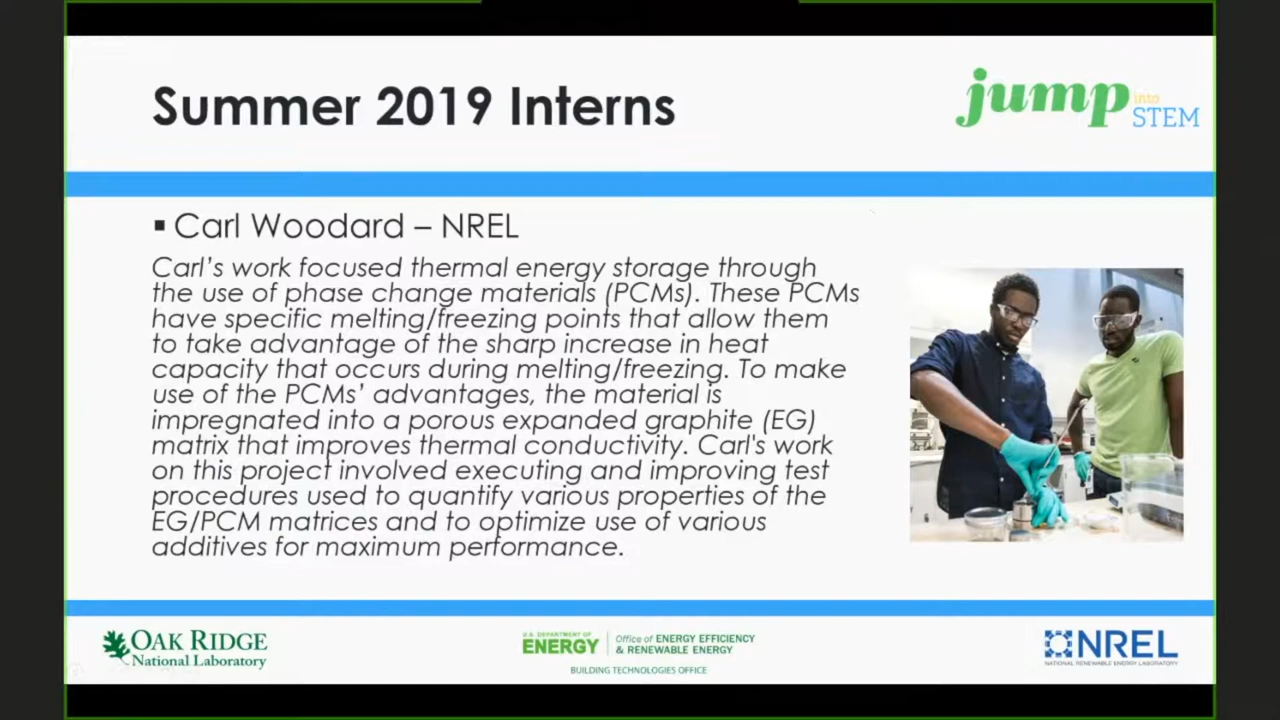 Summer 2019 Interns
jump into STEM
▪ Carl Woodard – NREL
Carl's work focused thermal energy storage through
the use of phase change materials (PCMs). These PCMs
have specific melting/freezing points that allow them
to take advantage of the sharp increase in heat
capacity that occurs during melting/freezing. To make
use of the PCMs' advantages, the material is
impregnated into a porous expanded graphite (EG)
matrix that improves thermal conductivity. Carl's work
on this project involved executing and improving test
procedures used to quantify various properties of the
EG/PCM matrices and to optimize use of various
additives for maximum performance.
OAK RIDGE
National Laboratory
U.S. DEPARTMENT OF
ENERGY
Office of ENERGY EFFICIENCY
& RENEWABLE ENERGY
BUILDING TECHNOLOGIES OFFICE
NREL
NATIONAL RENEWABLE ENERGY LABORATORY